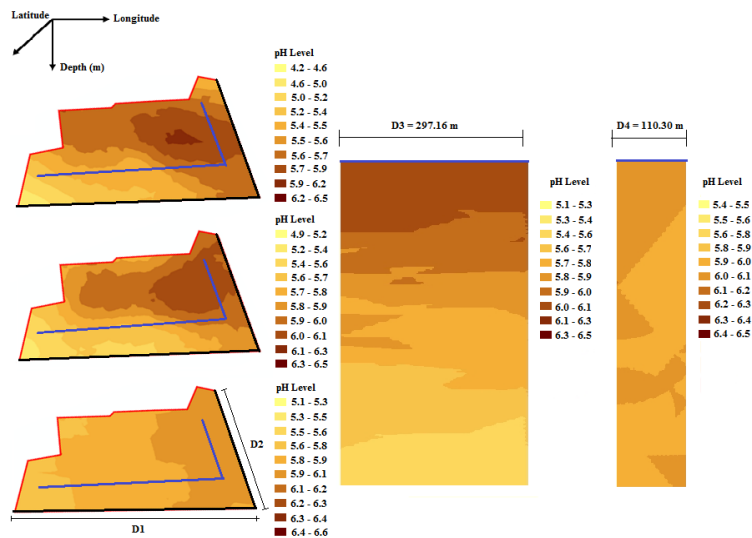 Latitude
Longitude
Depth (m)
pH Level
4.2 - 4.6
4.6 - 5.0
5.0 - 5.2
5.2 - 5.4
5.4 - 5.5
5.5 - 5.6
5.6 - 5.7
5.7 - 5.9
5.9 - 6.2
6.2 - 6.5
pH Level
4.9 - 5.2
5.2 - 5.4
5.4 - 5.6
5.6 - 5.7
5.7 - 5.8
5.8 - 5.9
5.9 - 6.0
6.0 - 6.1
6.1 - 6.3
6.3 - 6.5
pH Level
5.1 - 5.3
5.3 - 5.5
5.5 - 5.6
5.6 - 5.8
5.8 - 5.9
5.9 - 6.1
6.1 - 6.2
6.2 - 6.3
6.3 - 6.4
6.4 - 6.6
D2
D1
D3 = 297.16 m
pH Level
5.1 - 5.3
5.3 - 5.4
5.4 - 5.6
5.6 - 5.7
5.7 - 5.8
5.8 - 5.9
5.9 - 6.0
6.0 - 6.1
6.1 - 6.3
6.3 - 6.5
D4 = 110.30 m
pH Level
5.4 - 5.5
5.5 - 5.6
5.6 - 5.8
5.8 - 5.9
5.9 - 6.0
6.0 - 6.1
6.1 - 6.2
6.2 - 6.3
6.3 - 6.4
6.4 - 6.5